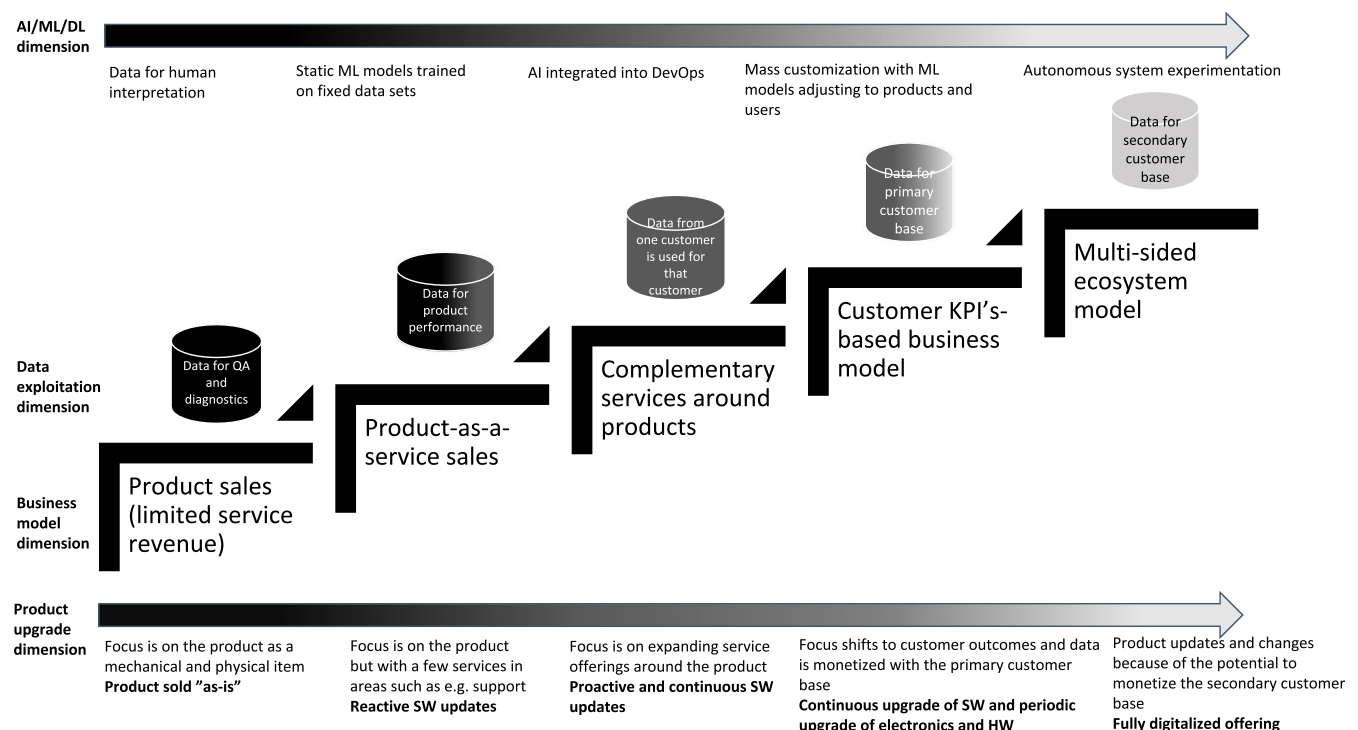 AI/ML/DL
dimension
Data for human
interpretation
Static ML models trained
on fixed data sets
AI integrated into DevOps
Mass customization with ML
models adjusting to products and
users
Autonomous system experimentation
Data for
secondary
customer
base
Data for
primary
customer
base
Data from
one customer
is used for
that
customer
Data for
product
performance
Data for QA
and
diagnostics
Data
exploitation
dimension
Multi-sided
ecosystem
model
Customer KPI’s-
based business
model
Complementary
services around
products
Product-as-a-
service sales
Product sales
(limited service
revenue)
Business
model
dimension
Product
upgrade
dimension
Focus is on the product as a
mechanical and physical item
Product sold ”as-is”
Focus is on the product
but with a few services in
areas such as e.g. support
Reactive SW updates
Focus is on expanding service
offerings around the product
Proactive and continuous SW
updates
Focus shifts to customer outcomes and data
is monetized with the primary customer
base
Continuous upgrade of SW and periodic
upgrade of electronics and HW
Product updates and changes
because of the potential to
monetize the secondary customer
base
Fully digitalized offering